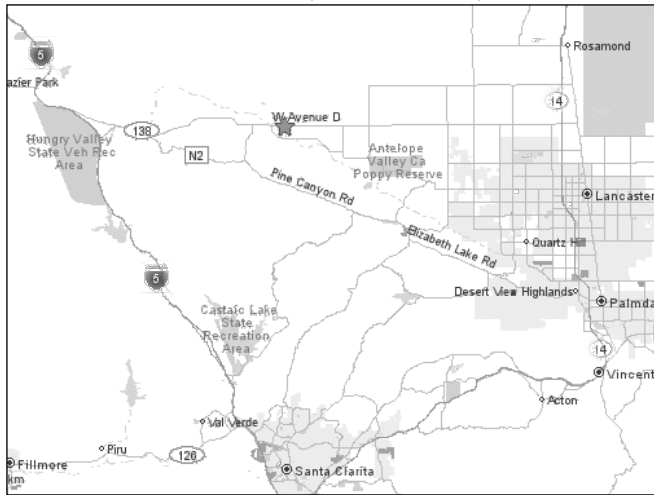 5
Rosamond
azier Park
14
W Avenue D
138
Hungry Valley
State Veh Rec
Area
N2
Antelope
Valley Ca
Poppy Reserve
Pine Canyon Rd
Lancaster
Elizabeth Lake Rd
Quartz Hill
5
Desert View Highlands
Palmda
Castaic Lake
State
Recreation
Area
14
Vincent
Acton
Val Verde
Piru
126
Fillmore
km
Santa Clarita